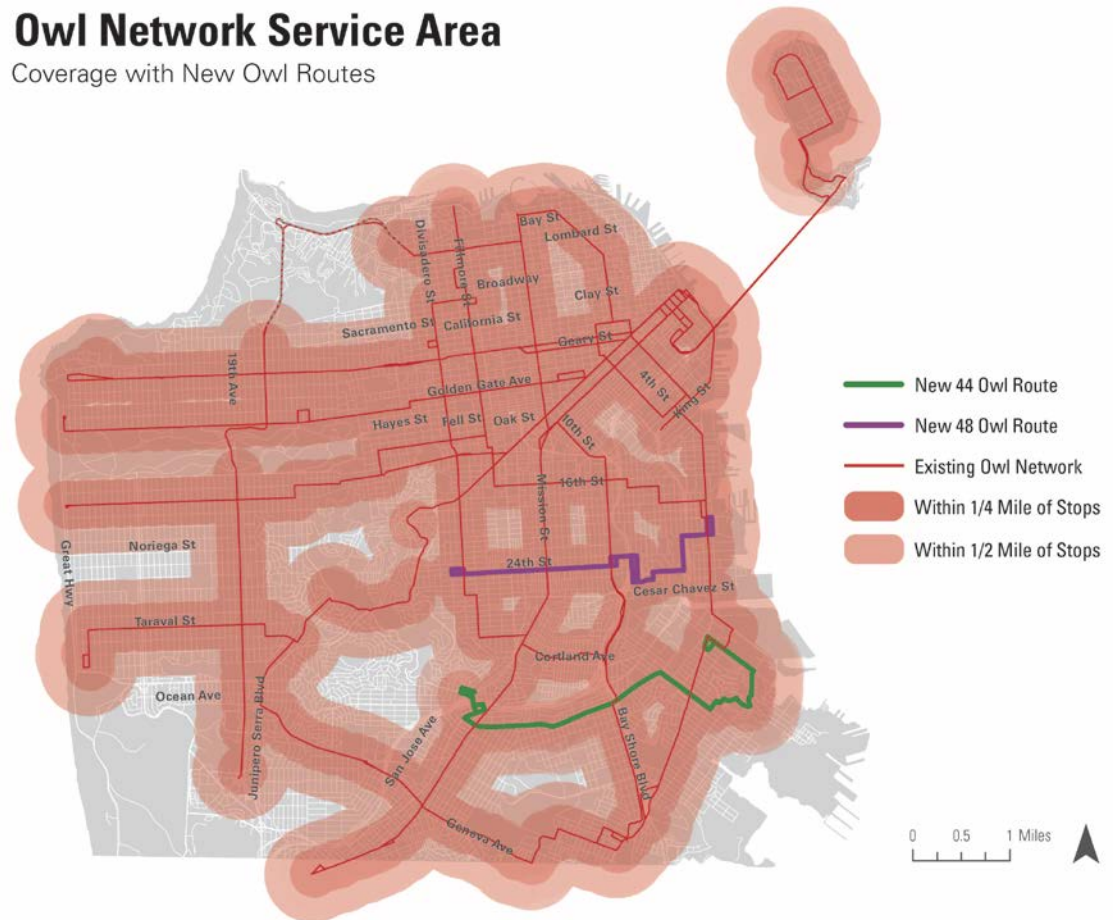 Owl Network Service Area
Coverage with New Owl Routes
Bay St
Lombard St
Divisadero St
Fillmore St
Broadway
Clay St
Sacramento St
California St
Geary St
19th Ave
Golden Gate Ave
4th St
King St
Hayes St
Fell St
Oak St
10th St
16th St
Mission St
Great Hwy
Noriega St
24th St
Cesar Chavez St
Taraval St
Cortland Ave
Ocean Ave
Junipero Serra Blvd
San Jose Ave
Bay Shore Blvd
Geneva Ave
New 44 Owl Route
New 48 Owl Route
Existing Owl Network
Within 1/4 Mile of Stops
Within 1/2 Mile of Stops
0 0.5 1 Miles